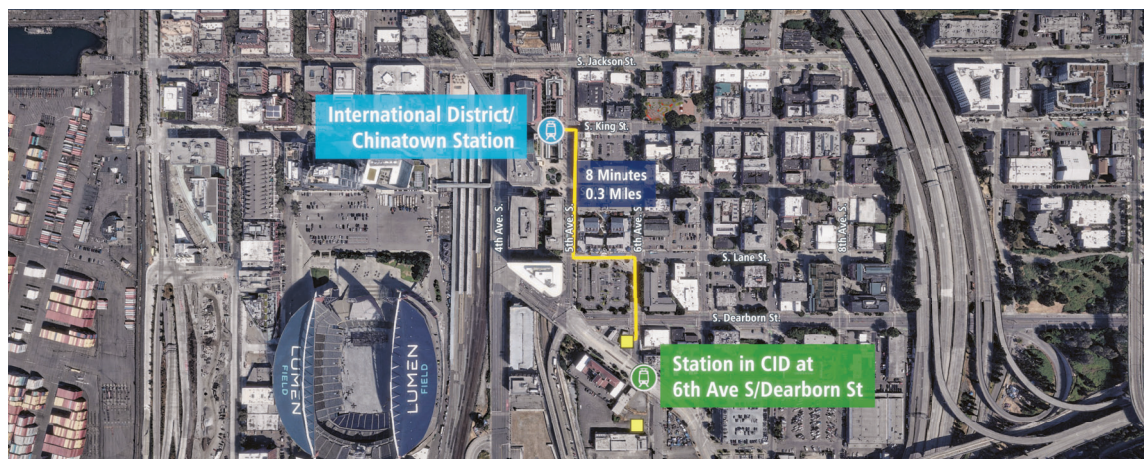 S. Jackson St.
International District/
Chinatown Station
S. King St.
8 Minutes
0.3 Miles
4th Ave. S.
5th Ave. S.
6th Ave. S.
8th Ave. S.
S. Lane St.
S. Dearborn St.
LUMEN
FIELD
LUMEN
FIELD
Station in CID at
6th Ave S/Dearborn St